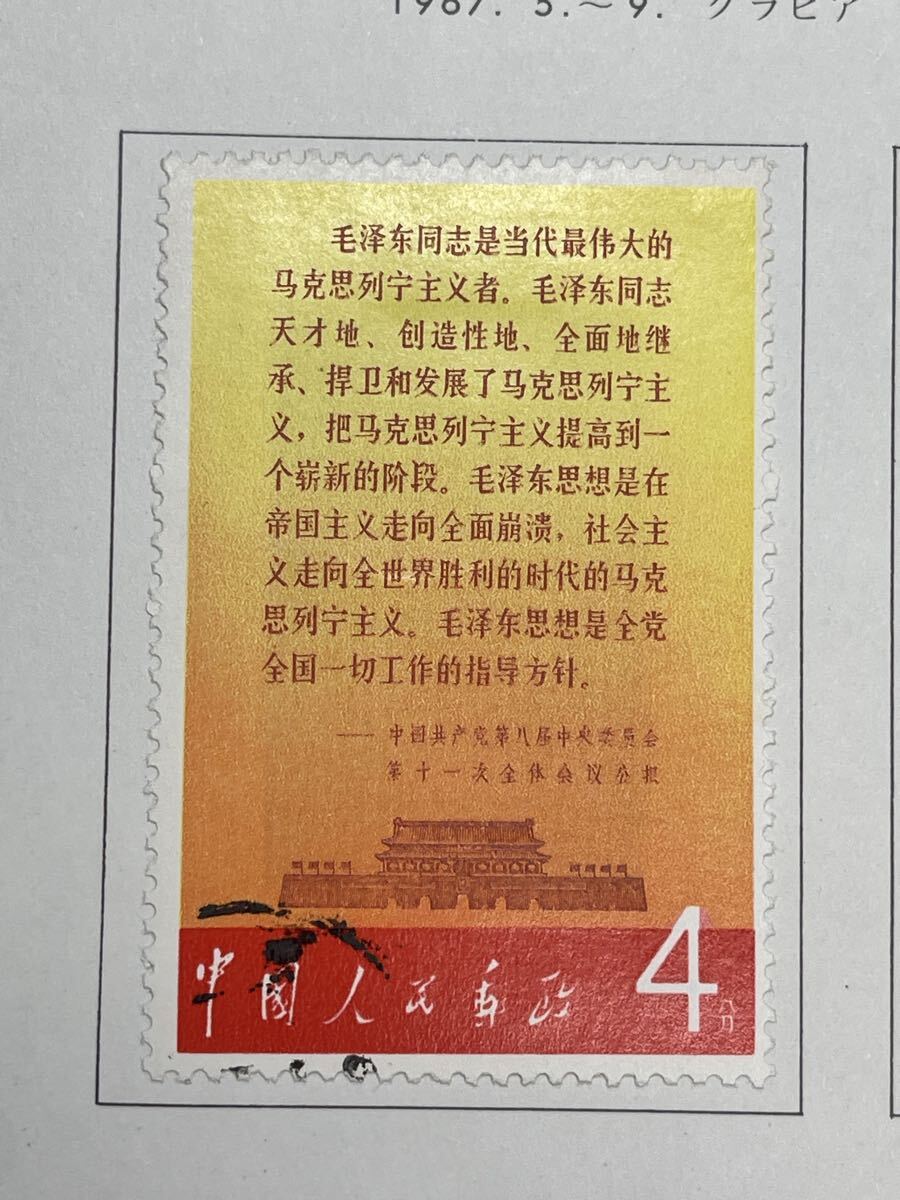 1967. 5.～9. グラビア
毛泽东同志是当代最伟大的
马克思列宁主义者。毛泽东同志
天才地、创造性地、全面地继
承、捍卫和发展了马克思列宁主
义，把马克思列宁主义提高到一
个崭新的阶段。毛泽东思想是在
帝国主义走向全面崩溃，社会主
义走向全世界胜利的时代的马克
思列宁主义。毛泽东思想是全党
全国一切工作的指导方针。
——中国共产党第八届中央委员会
第十一次全体会议公报
中国人民邮政
4分